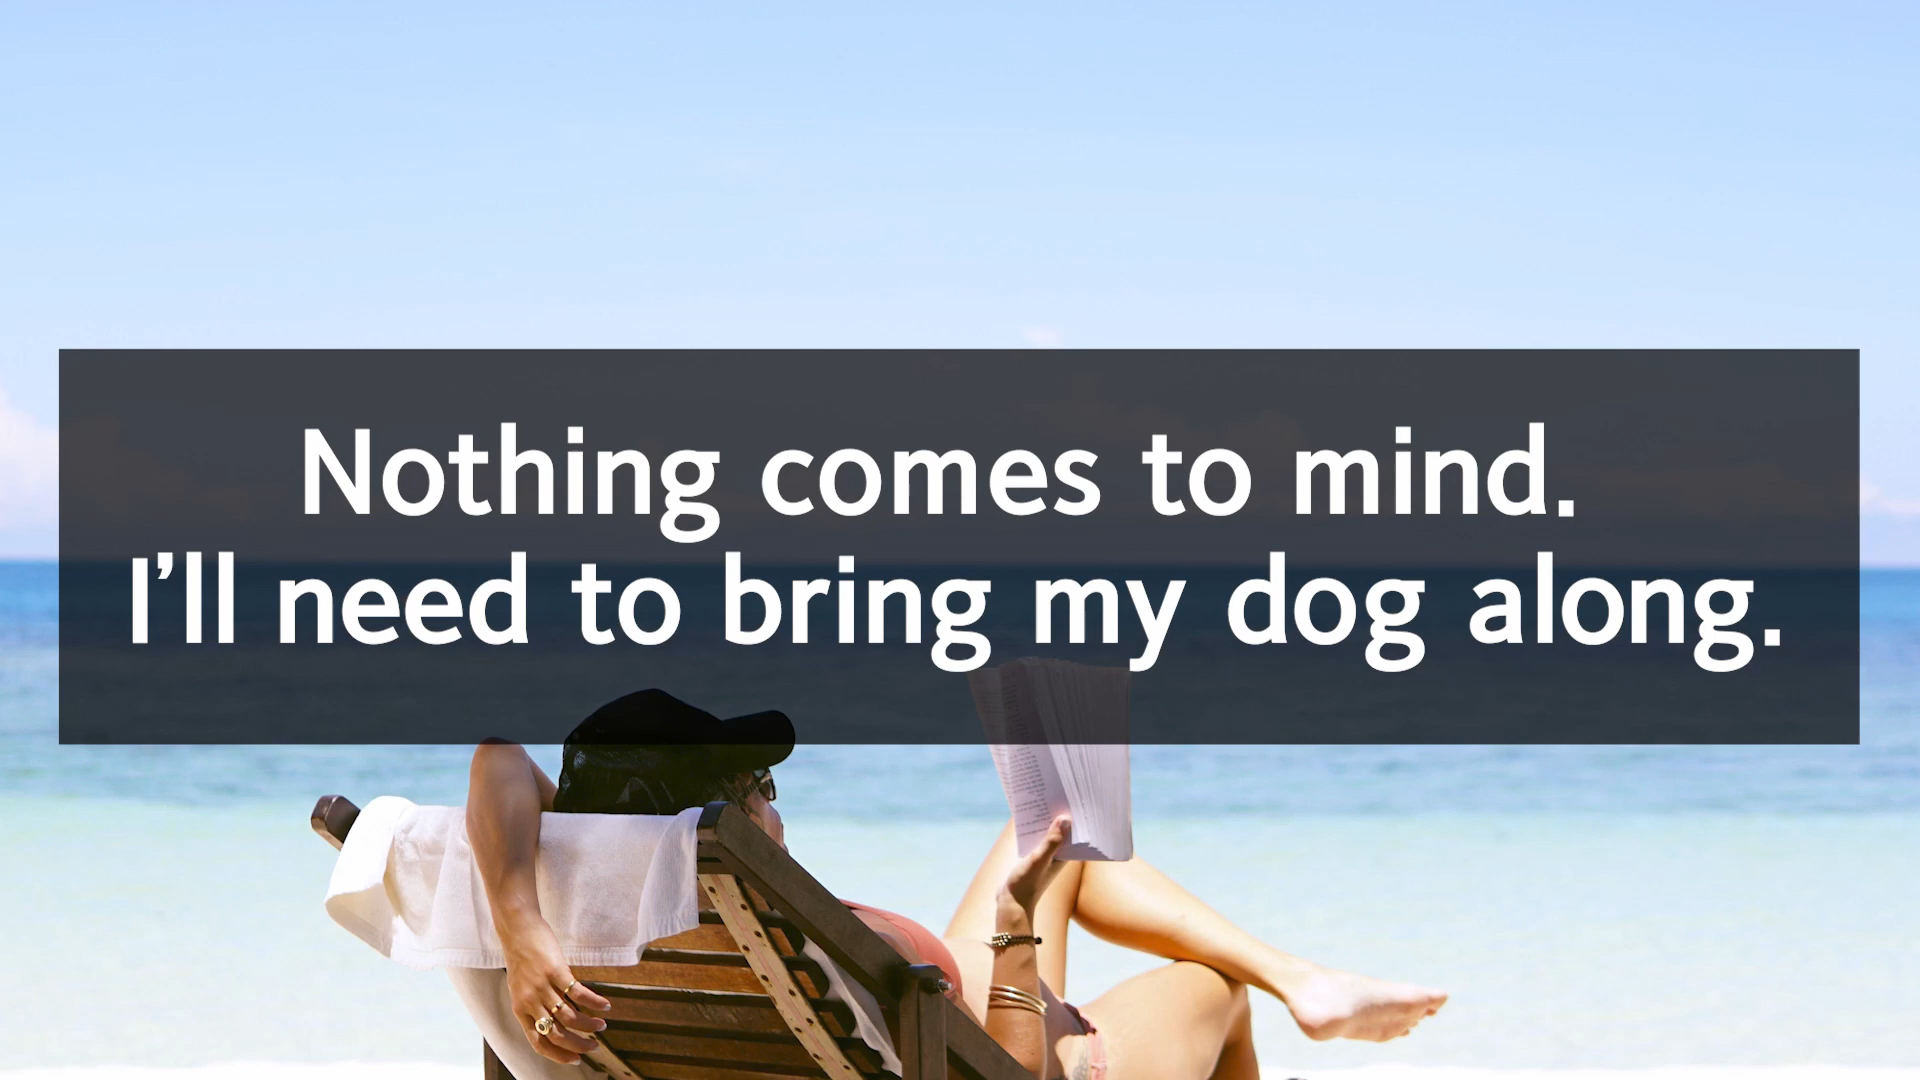 Nothing comes to mind.
I’ll need to bring my dog along.